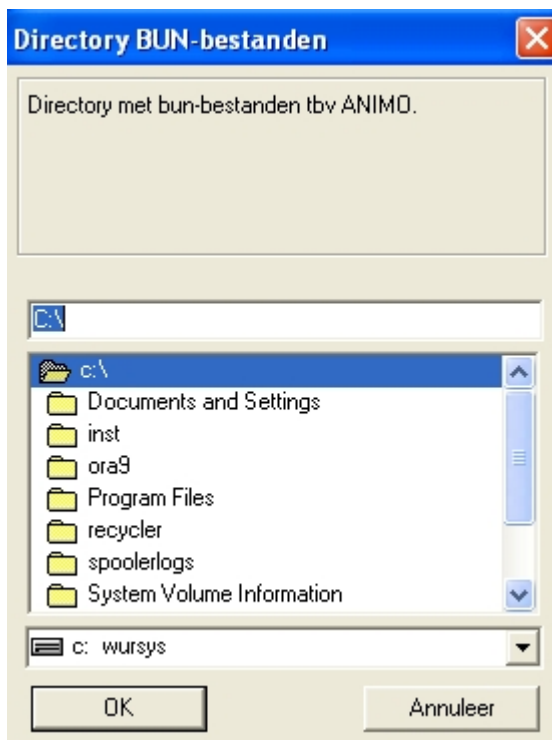 Directory BUN-bestanden
Directory met bun-bestanden tbv ANIMO.
C:\
c:\
Documents and Settings
inst
ora9
Program Files
recycler
spoolerlogs
System Volume Information
c: wursys
OK
Annuleer